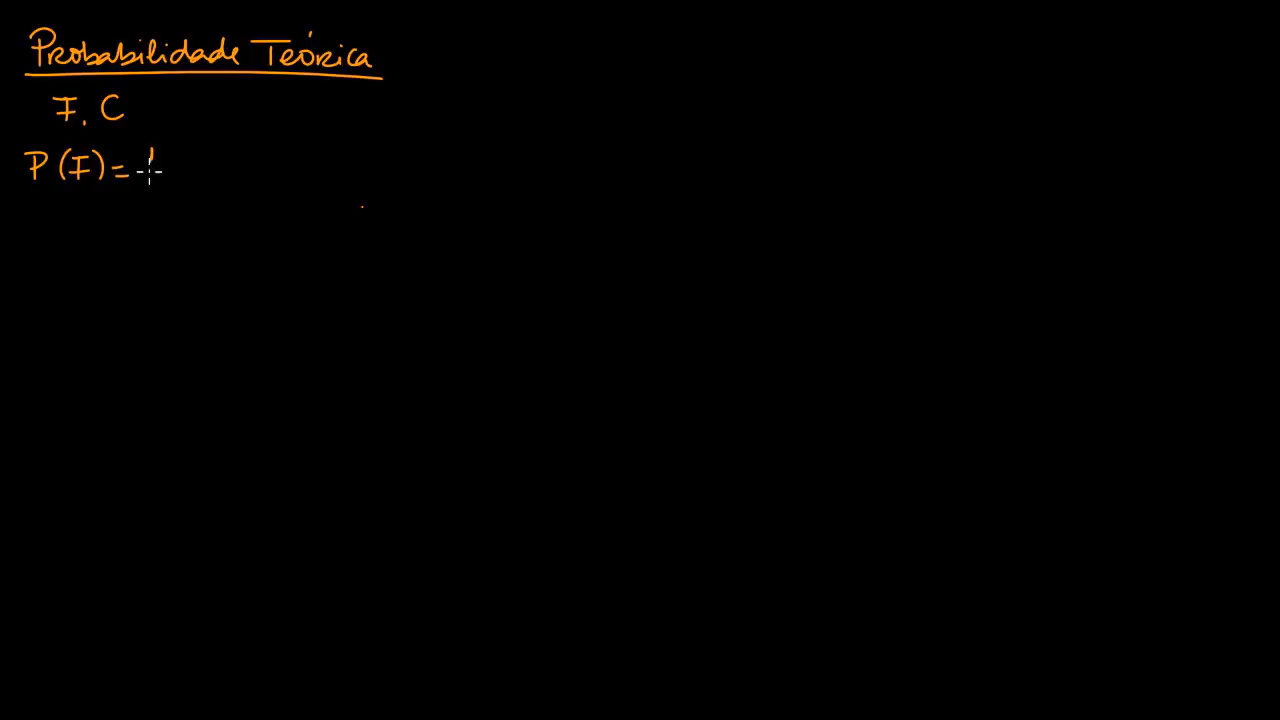 Probabilidade Teórica
F, C
P(F) =